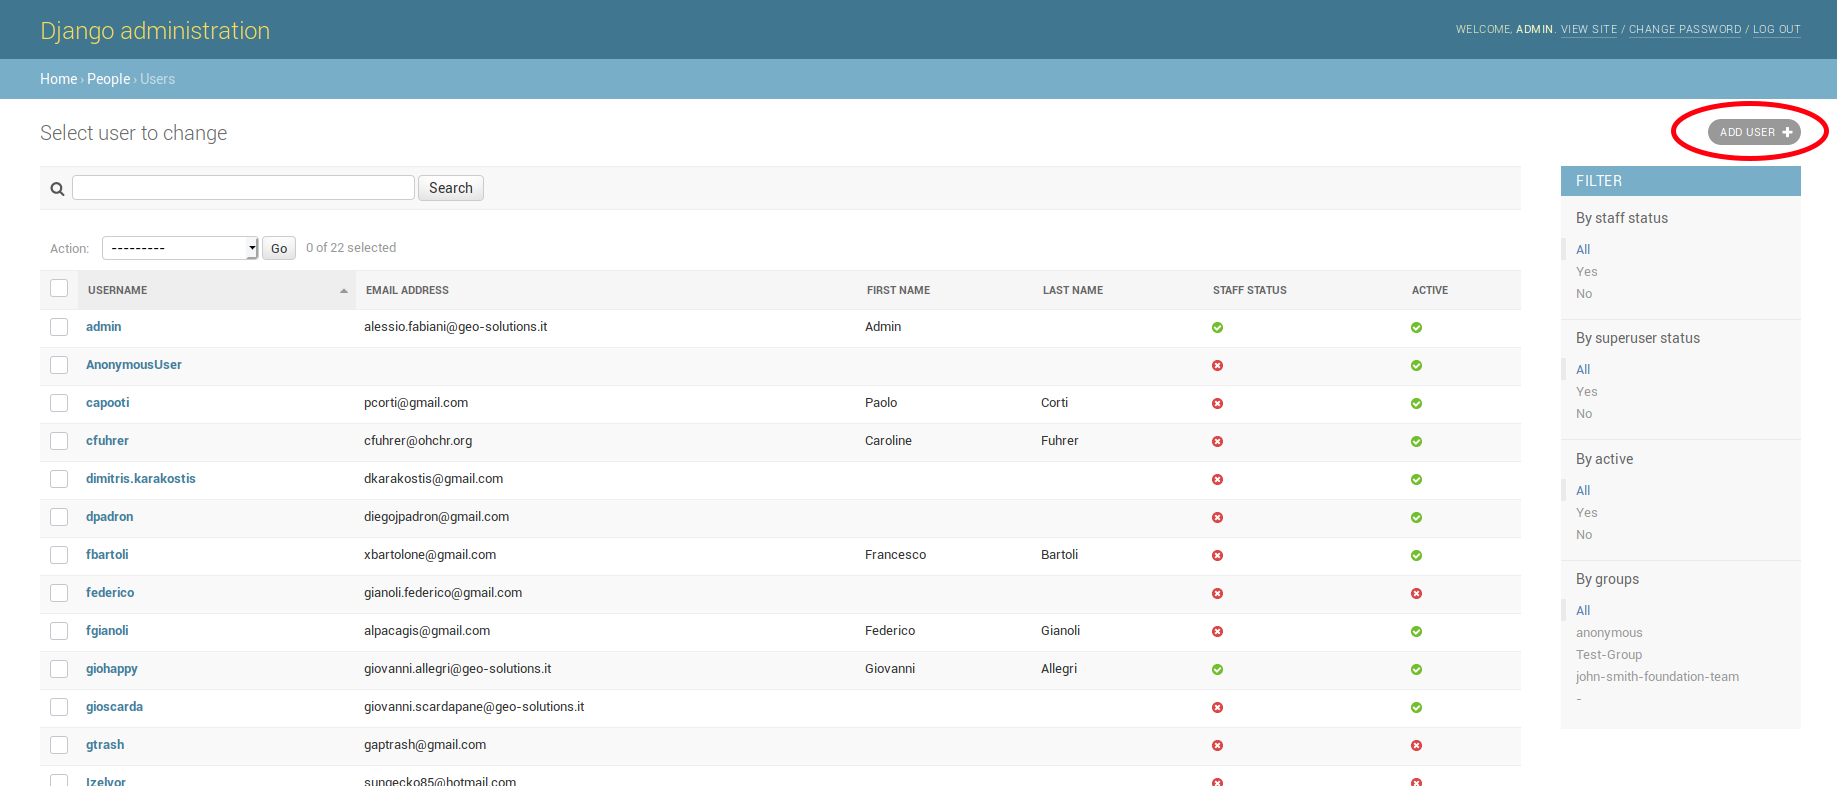 Django administration
WELCOME, ADMIN. VIEW SITE / CHANGE PASSWORD / LOG OUT
Home › People › Users
Select user to change
ADD USER
Search
Action: --------- Go 0 of 22 selected
USERNAME EMAIL ADDRESS FIRST NAME LAST NAME STAFF STATUS ACTIVE
admin alessio.fabiani@geo-solutions.it Admin
AnonymousUser
capooti pcorti@gmail.com Paolo Corti
cfuhrer cfuhrer@ohchr.org Caroline Fuhrer
dimitris.karakostis dkarakostis@gmail.com
dpadron diegojpadron@gmail.com
fbartoli xbartolone@gmail.com Francesco Bartoli
federico gianoli.federico@gmail.com
fgianoli alpacagis@gmail.com Federico Gianoli
giohappy giovanni.allegri@geo-solutions.it Giovanni Allegri
gioscarda giovanni.scardapane@geo-solutions.it
gtrash gaptrash@gmail.com
sungecko85@hotmail.com
FILTER
By staff status
All
Yes
No
By superuser status
All
Yes
No
By active
All
Yes
No
By groups
All
anonymous
Test-Group
john-smith-foundation-team
-